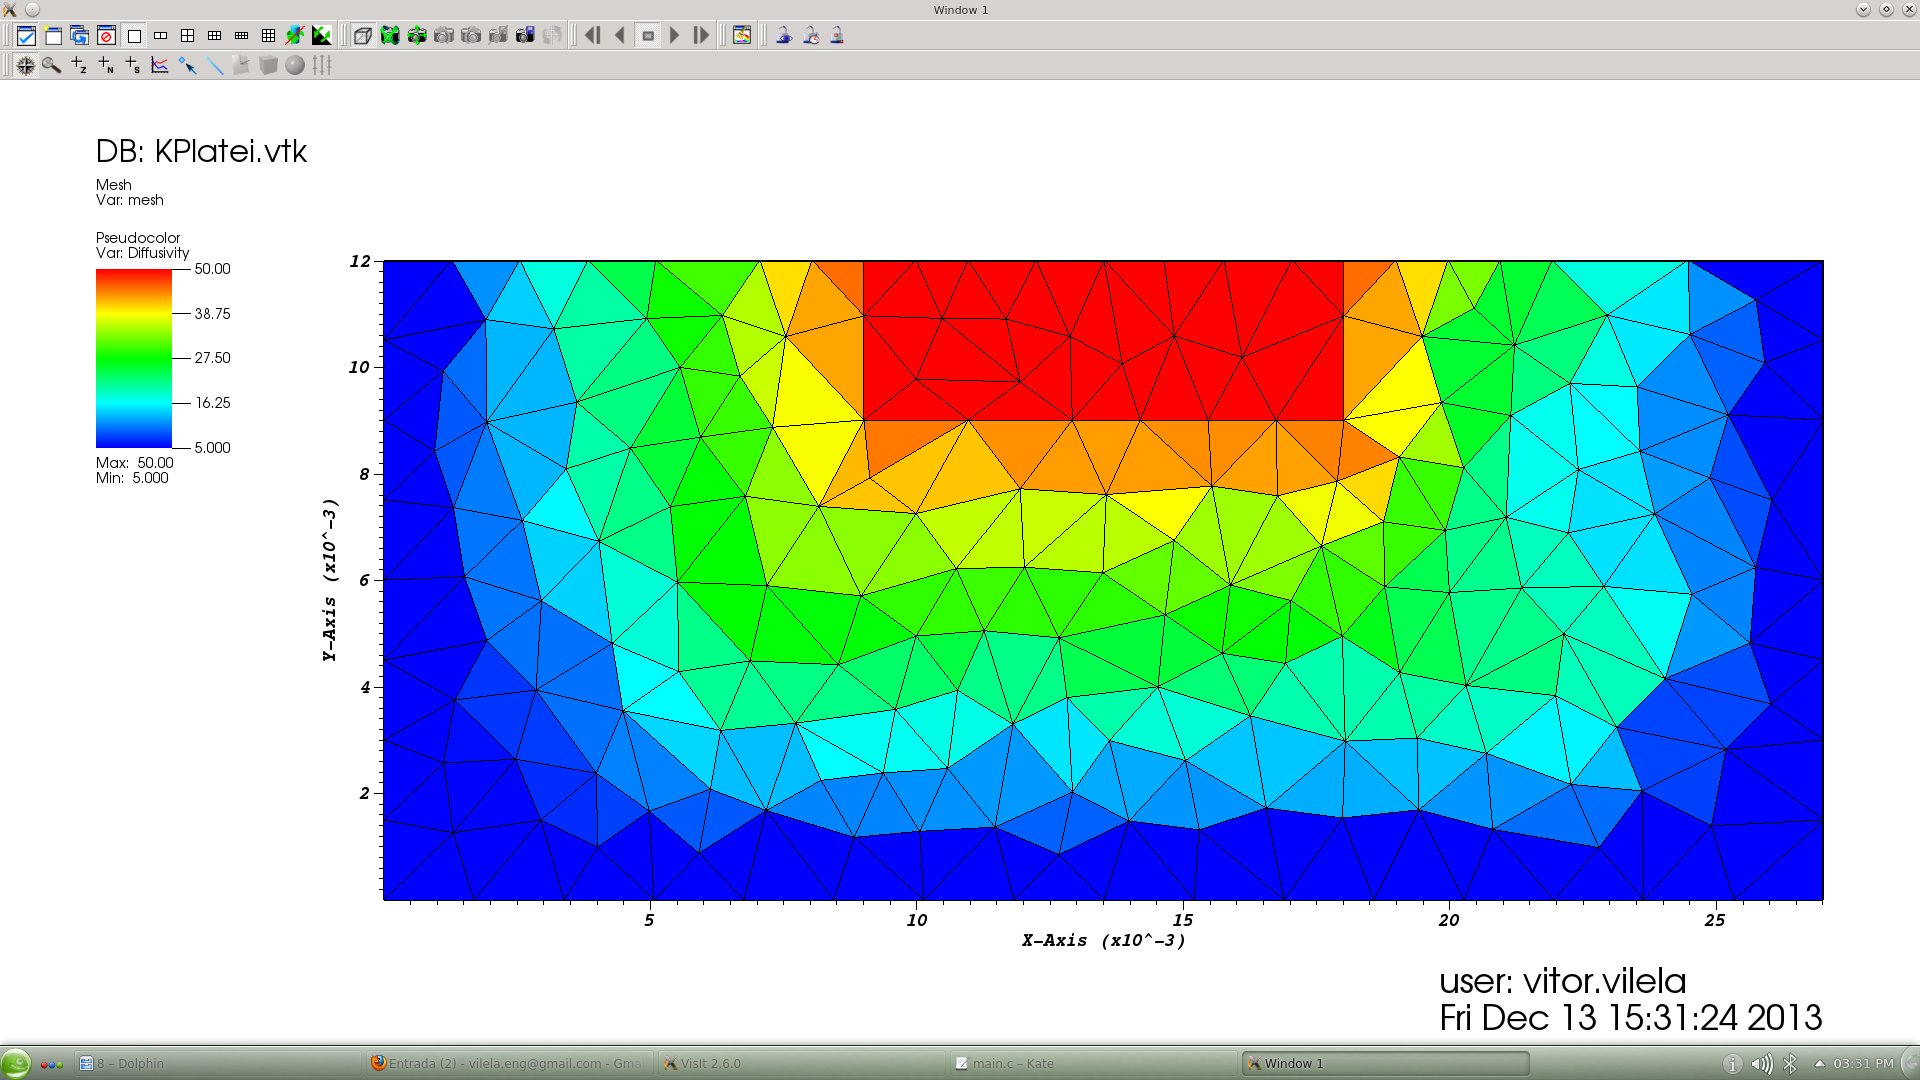 Window 1
DB: KPlatei.vtk
Mesh
Var: mesh
Pseudocolor
Var: Diffusivity
50.00
38.75
27.50
16.25
5.000
Max: 50.00
Min: 5.000
12
10
8
6
4
2
Y-Axis (x10^-3)
5
10
15
20
25
X-Axis (x10^-3)
user: vitor.vilela
Fri Dec 13 15:31:24 2013
8 – Dolphin
Entrada (2) - vilela.eng@gmail.com - Gma
VisIt 2.6.0
main.c – Kate
Window 1
03:31 PM